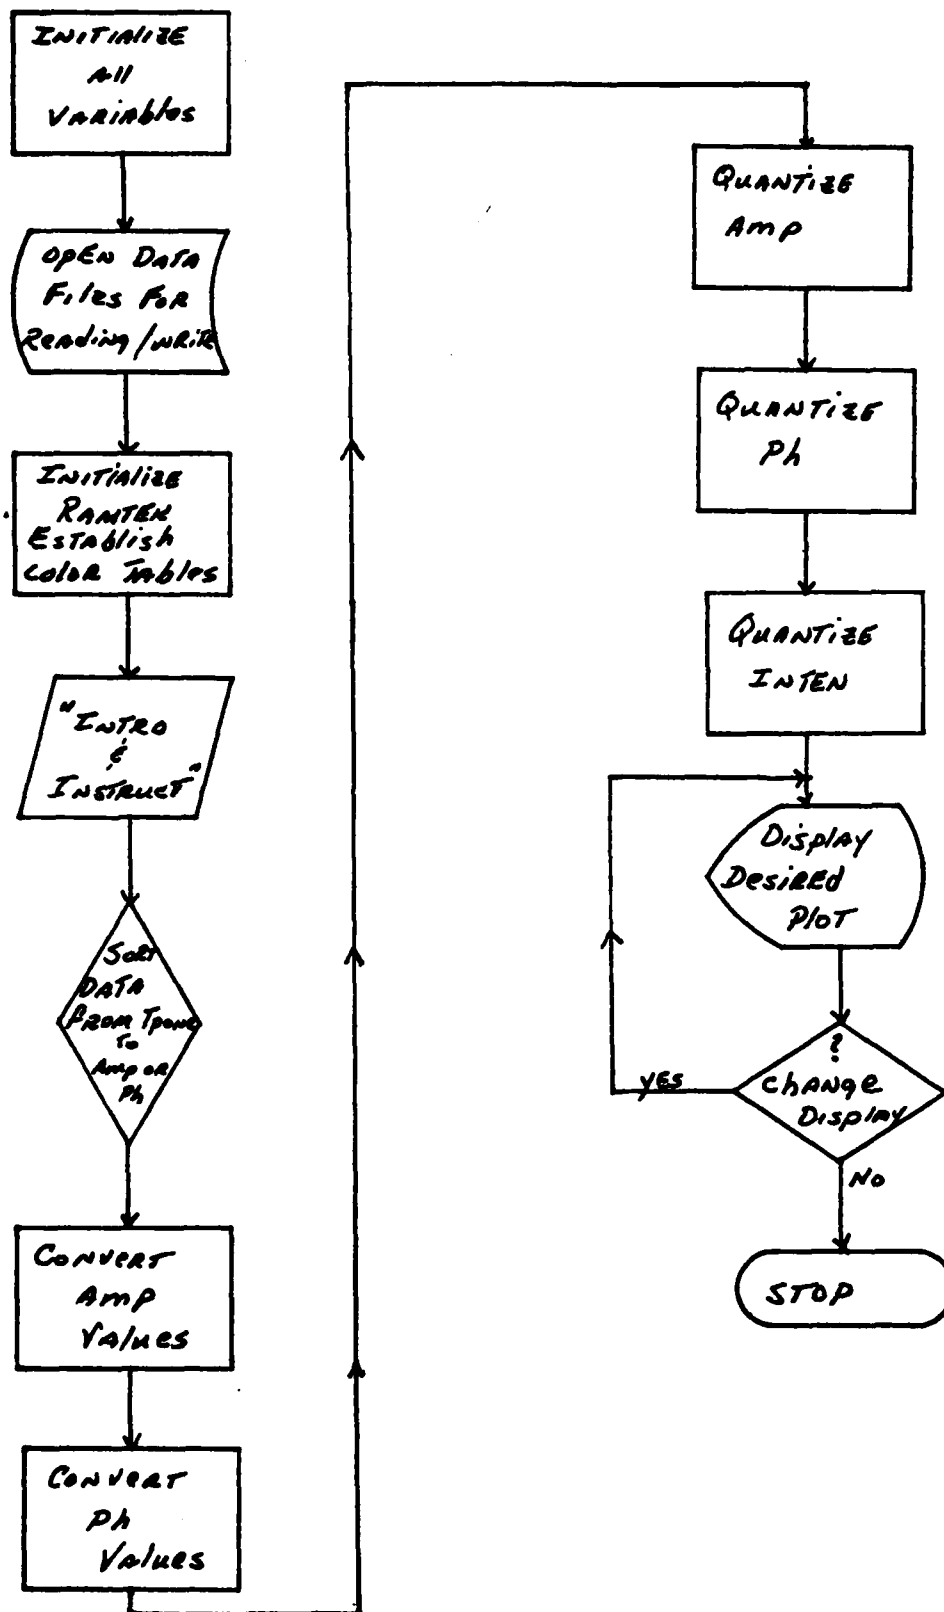 INITIALIZE
All
VARIAbles
OPEN DATA
Files FOR
Reading/WRITE
INITIALIZE
RAMTEK
ESTAblish
Color TAbles
"INTRO
&
INSTRUCT"
SORT
DATA
FROM TPONE
To
Amp OR
Ph
CONVERT
Amp
VAlues
CONVERT
Ph
VAlues
QUANTIZE
Amp
QUANTIZE
Ph
QUANTIZE
INTEN
Display
DesiRED
PLOT
?
ChANGE
Display
YES
NO
STOP